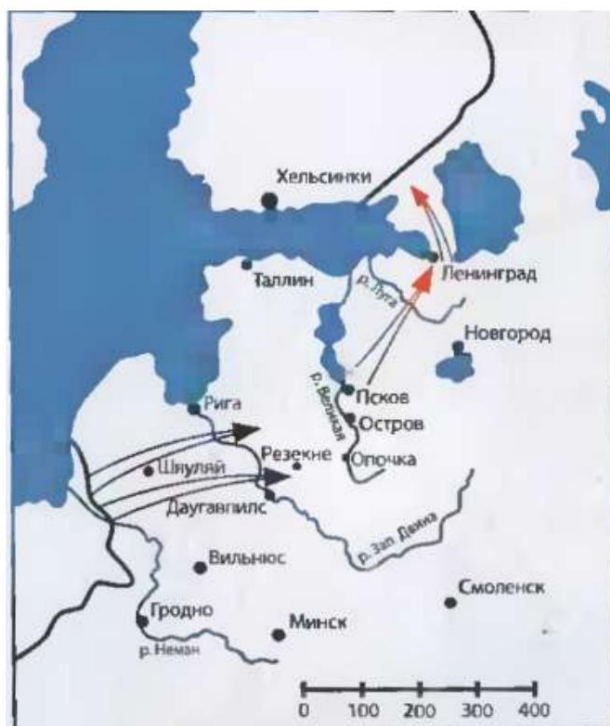 Хельсинки
Таллин
Ленинград
р. Луга
Новгород
Рига
р. Великая
Псков
Остров
Резекне
Опочка
Шяуляй
Даугавпилс
р. Зап Двина
Вильнюс
Смоленск
Гродно
Минск
р. Неман
0 100 200 300 400